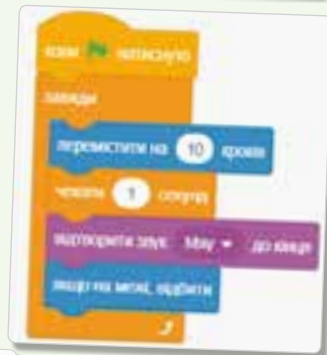 коли натиснуто
завжди
перемістити на 10 кроків
чекати 1 секунд
відтворити звук Мяу до кінця
якщо на межі, відбити